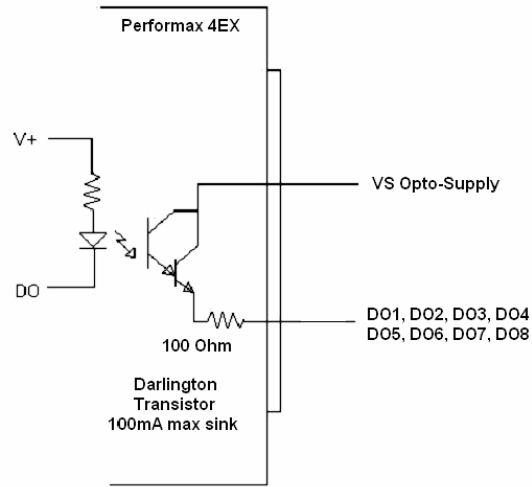 Performax 4EX
V+
VS Opto-Supply
DO
DO1, DO2, DO3, DO4
DO5, DO6, DO7, DO8
100 Ohm
Darlington
Transistor
100mA max sink